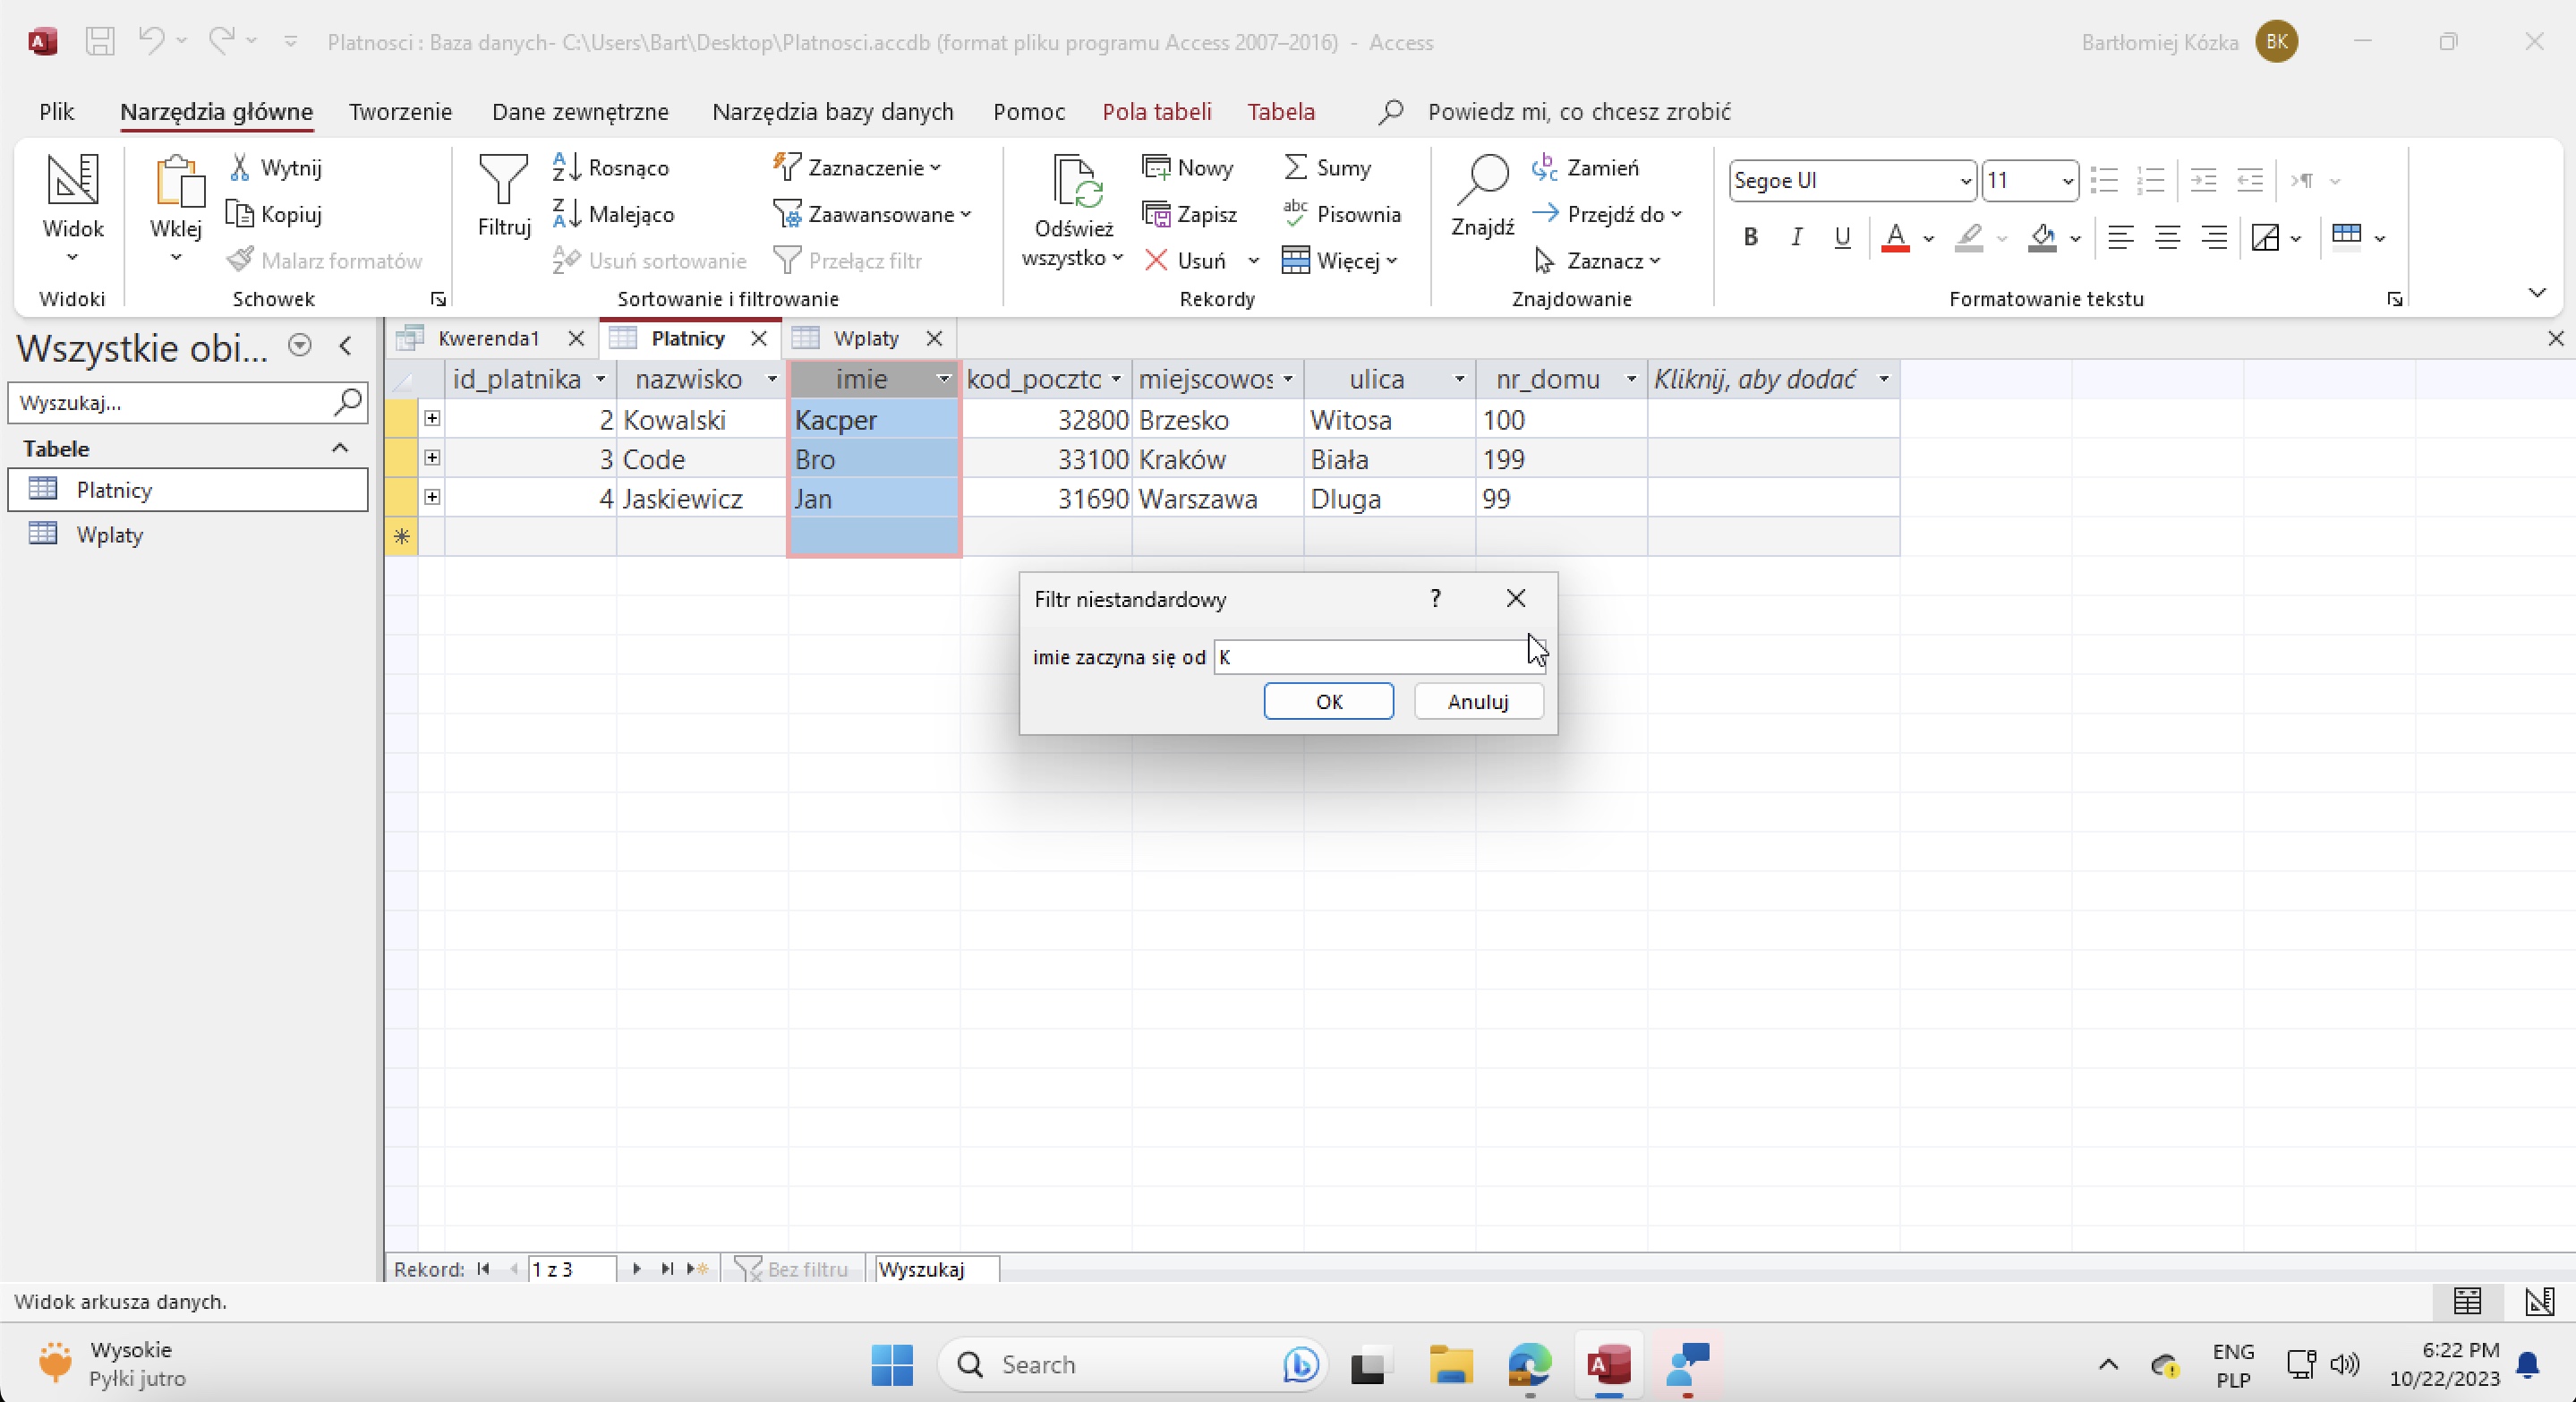 Platnosci : Baza danych- C:\Users\Bart\Desktop\Platnosci.accdb (format pliku programu Access 2007–2016) - Access
Bartłomiej Kózka BK
Plik Narzędzia główne Tworzenie Dane zewnętrzne Narzędzia bazy danych Pomoc Pola tabeli Tabela Powiedz mi, co chcesz zrobić
Wytnij Rosnąco Zaznaczenie Nowy Sumy Zamień Segoe UI 11
Widok Wklej Kopiuj Filtruj Malejąco Zaawansowane Odśwież wszystko Zapisz Pisownia Znajdź Przejdź do
Malarz formatów Usuń sortowanie Przełącz filtr Usuń Więcej Zaznacz B I U A
Widoki Schowek Sortowanie i filtrowanie Rekordy Znajdowanie Formatowanie tekstu
Wszystkie obi...
Wyszukaj...
Tabele
Platnicy
Wplaty
Kwerenda1 Platnicy Wplaty
id_platnika nazwisko imie kod_poczto miejscowoś ulica nr_domu Kliknij, aby dodać
2 Kowalski Kacper 32800 Brzesko Witosa 100
3 Code Bro 33100 Kraków Biała 199
4 Jaskiewicz Jan 31690 Warszawa Dluga 99
Filtr niestandardowy ?
imie zaczyna się od K
OK Anuluj
Rekord: 1 z 3 Bez filtru Wyszukaj
Widok arkusza danych.
Wysokie
Pyłki jutro
Search
ENG
PLP
6:22 PM
10/22/2023